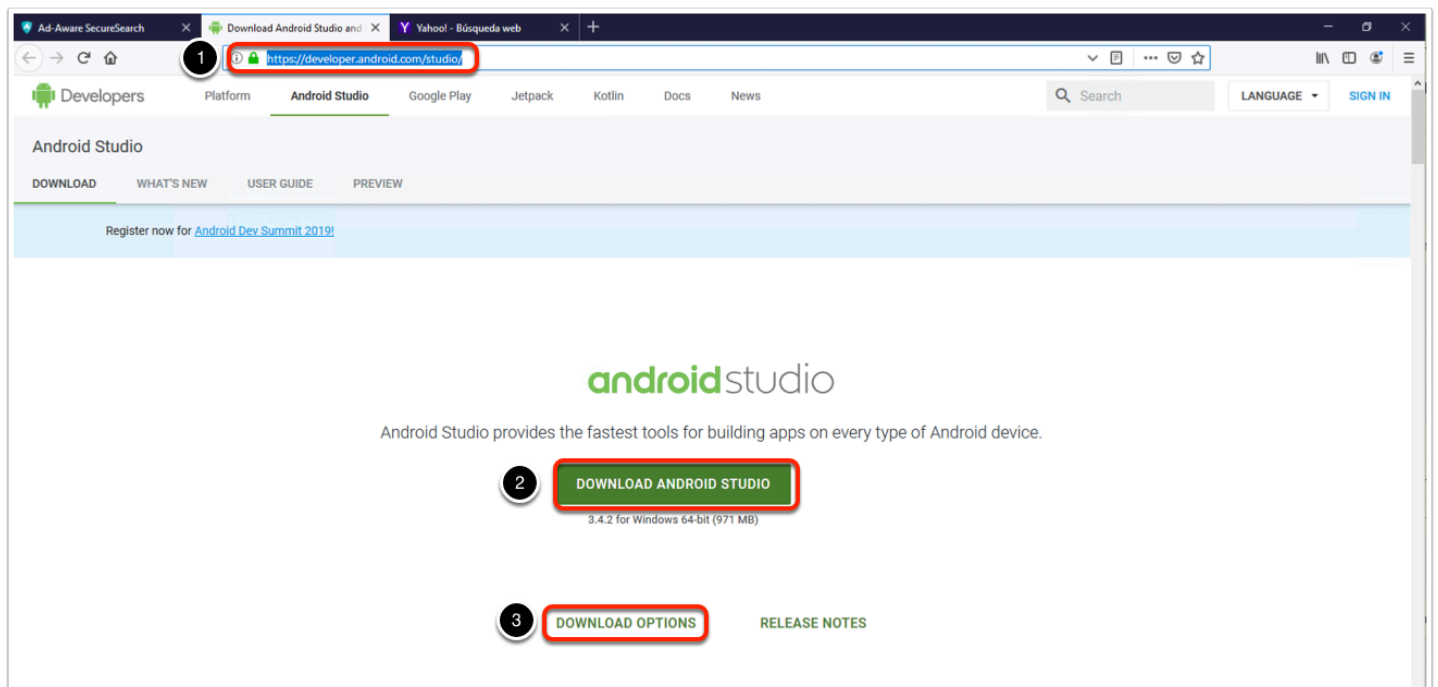 Ad-Aware SecureSearch
Download Android Studio and
Yahoo! - Búsqueda web
1
https://developer.android.com/studio/
Developers
Platform
Android Studio
Google Play
Jetpack
Kotlin
Docs
News
Search
LANGUAGE
SIGN IN
Android Studio
DOWNLOAD
WHAT'S NEW
USER GUIDE
PREVIEW
Register now for Android Dev Summit 2019!
androidstudio
Android Studio provides the fastest tools for building apps on every type of Android device.
2
DOWNLOAD ANDROID STUDIO
3.4.2 for Windows 64-bit (971 MB)
3
DOWNLOAD OPTIONS
RELEASE NOTES